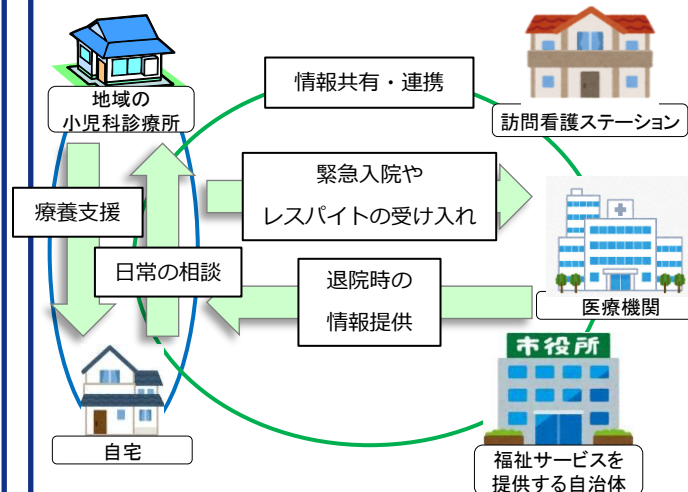 地域の
小児科診療所
情報共有・連携
訪問看護ステーション
緊急入院や
レスパイトの受け入れ
療養支援
日常の相談
退院時の
情報提供
医療機関
市役所
自宅
福祉サービスを
提供する自治体